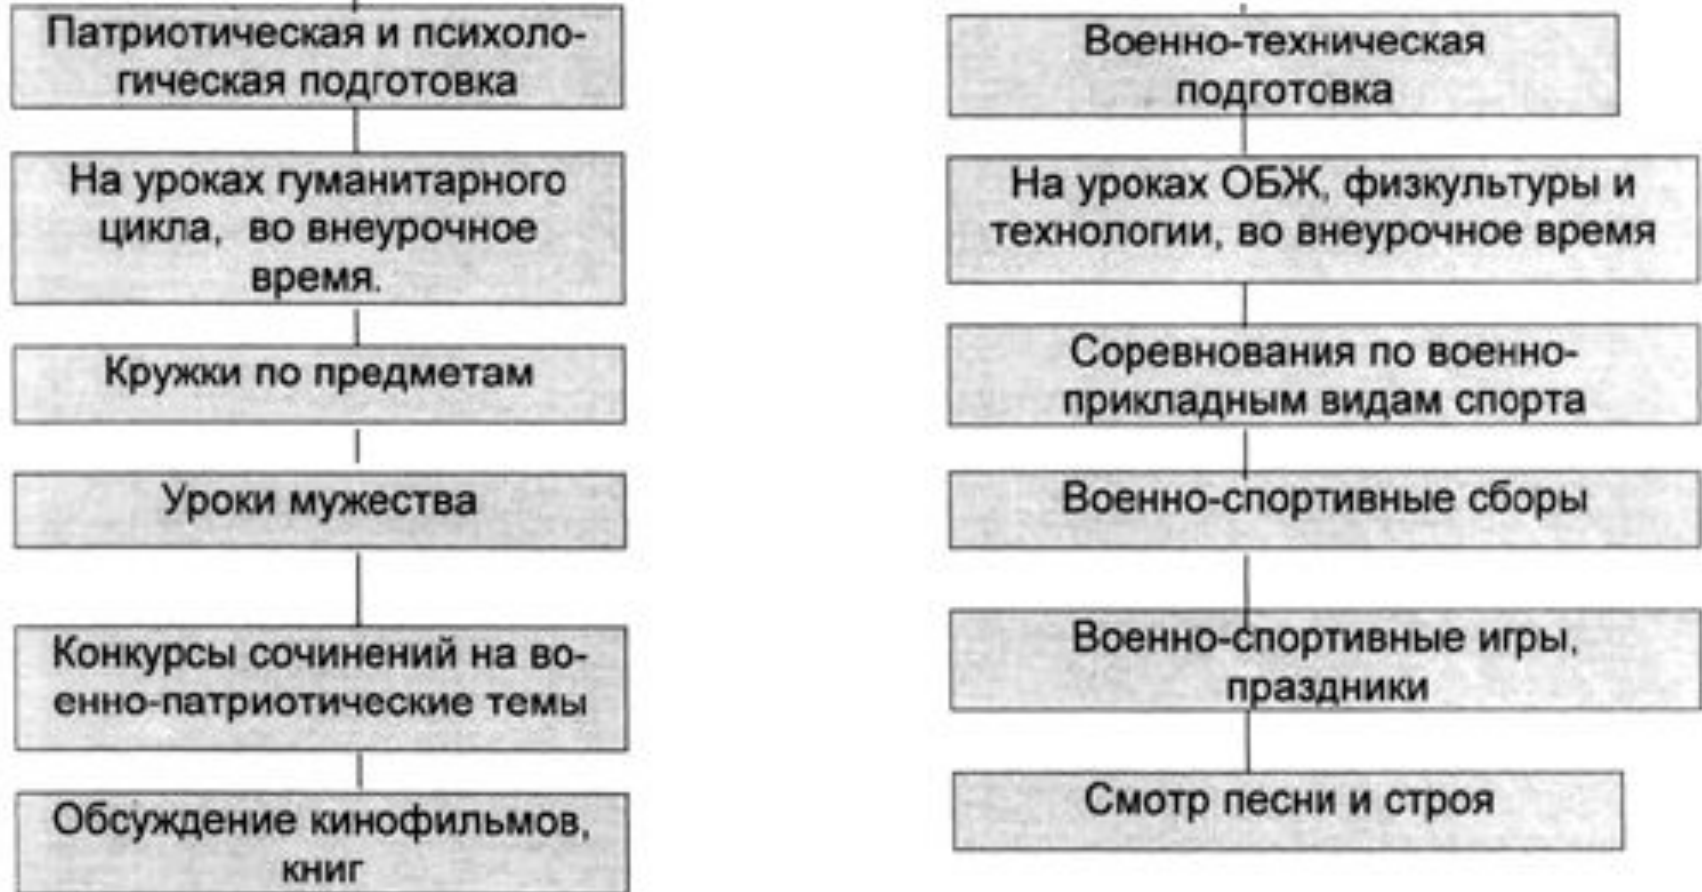 Патриотическая и психоло-
гическая подготовка
На уроках гуманитарного
цикла, во внеурочное
время.
Кружки по предметам
Уроки мужества
Конкурсы сочинений на во-
енно-патриотические темы
Обсуждение кинофильмов,
книг
Военно-техническая
подготовка
На уроках ОБЖ, физкультуры и
технологии, во внеурочное время
Соревнования по военно-
прикладным видам спорта
Военно-спортивные сборы
Военно-спортивные игры,
праздники
Смотр песни и строя